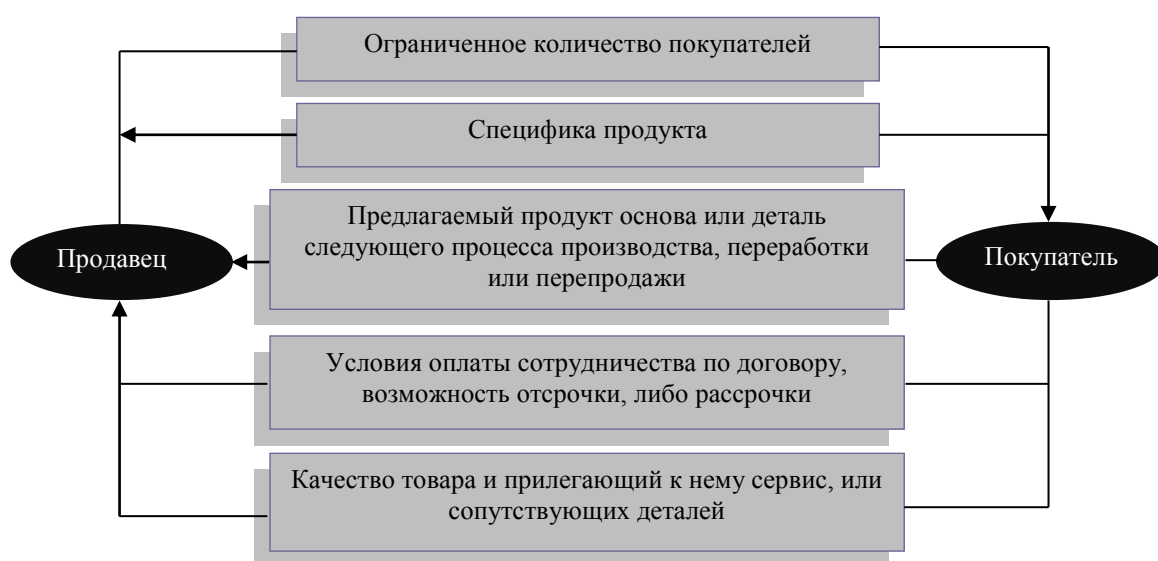 Ограниченное количество покупателей
Специфика продукта
Предлагаемый продукт основа или деталь
следующего процесса производства, переработки
или перепродажи
Продавец
Покупатель
Условия оплаты сотрудничества по договору,
возможность отсрочки, либо рассрочки
Качество товара и прилегающий к нему сервис, или
сопутствующих деталей